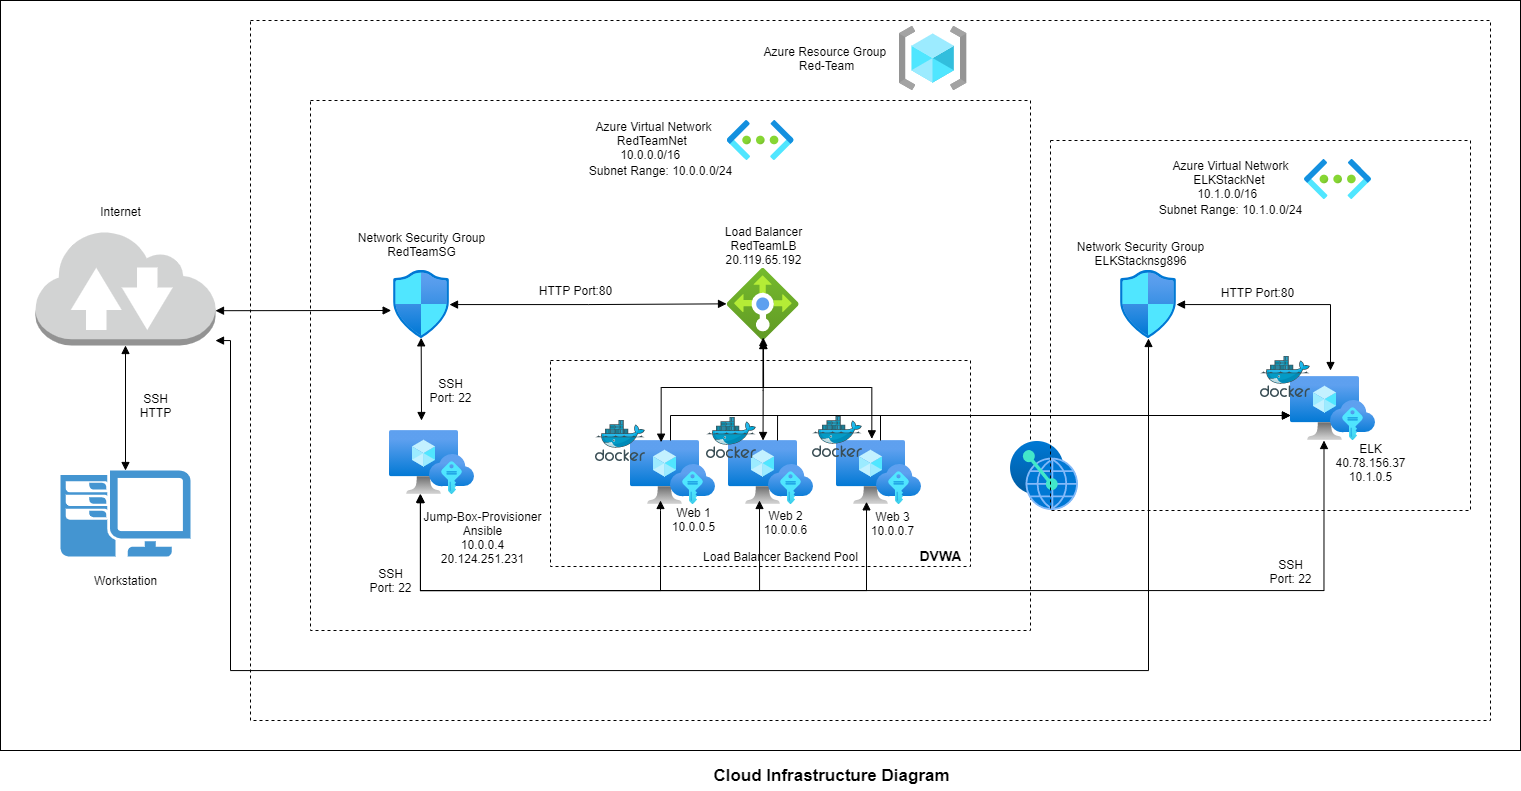 Azure Resource Group
Red-Team
Azure Virtual Network
RedTeamNet
10.0.0.0/16
Subnet Range: 10.0.0.0/24
Azure Virtual Network
ELKStackNet
10.1.0.0/16
Subnet Range: 10.1.0.0/24
Internet
Network Security Group
RedTeamSG
Load Balancer
RedTeamLB
20.119.65.192
Network Security Group
ELKStacknsg896
HTTP Port:80
HTTP Port:80
SSH
HTTP
SSH
Port: 22
docker
docker
docker
docker
ELK
40.78.156.37
10.1.0.5
Jump-Box-Provisioner
Ansible
10.0.0.4
20.124.251.231
Web 1
10.0.0.5
Web 2
10.0.0.6
Web 3
10.0.0.7
Load Balancer Backend Pool
DVWA
SSH
Port: 22
SSH
Port: 22
Workstation
Cloud Infrastructure Diagram